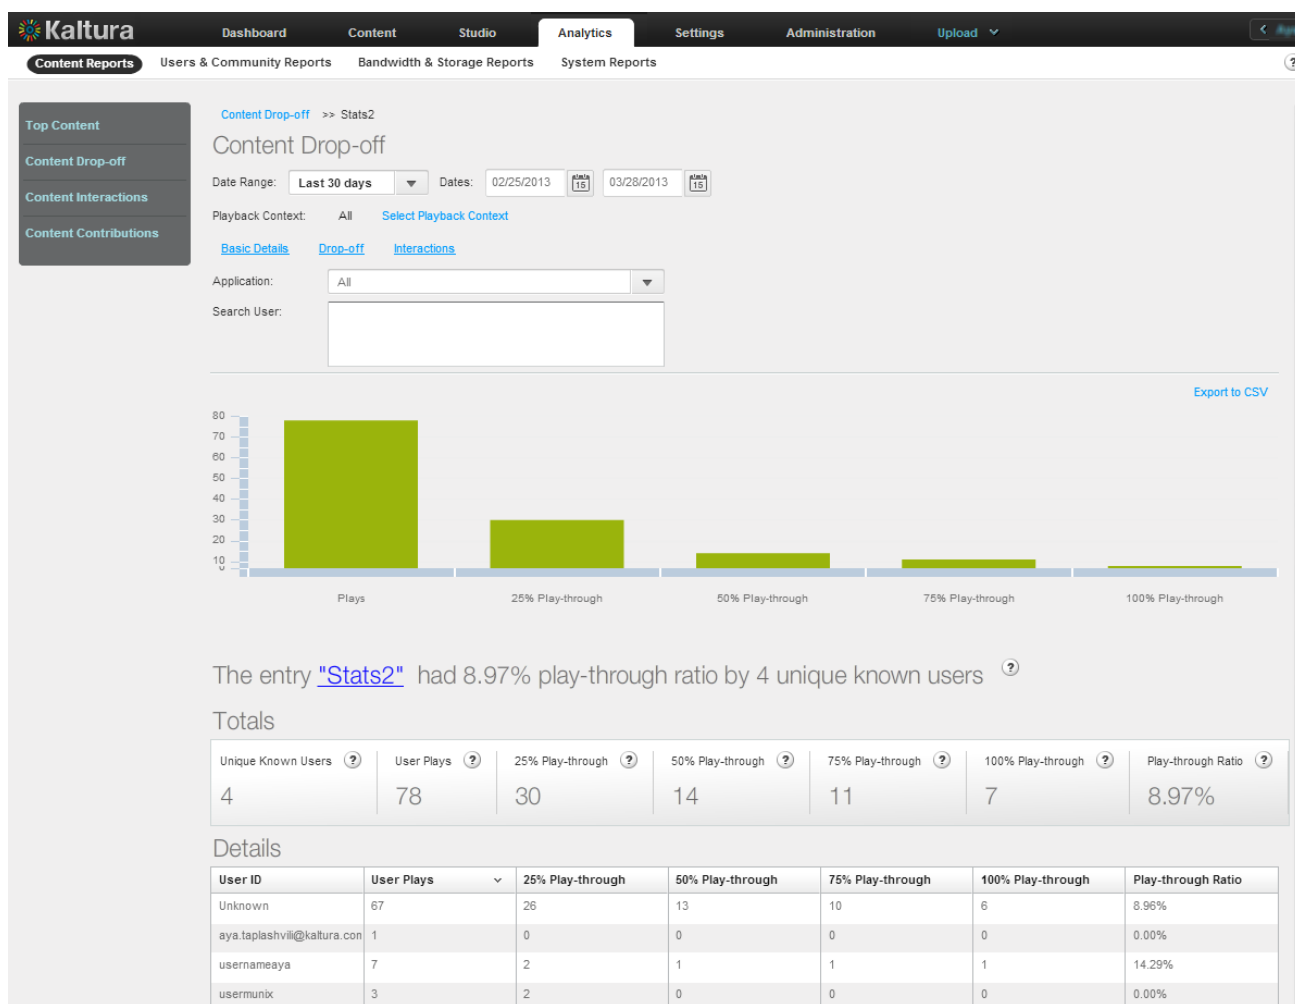 Kaltura Dashboard Content Studio Analytics Settings Administration Upload
Content Reports Users & Community Reports Bandwidth & Storage Reports System Reports ?
Top Content
Content Drop-off
Content Interactions
Content Contributions
Content Drop-off >> Stats2
Content Drop-off
Date Range: Last 30 days Dates: 02/25/2013 15 03/28/2013 15
Playback Context: All Select Playback Context
Basic Details Drop-off Interactions
Application: All
Search User:
Export to CSV
80
70
60
50
40
30
20
10
0
Plays 25% Play-through 50% Play-through 75% Play-through 100% Play-through
The entry "Stats2" had 8.97% play-through ratio by 4 unique known users ?
Totals
Unique Known Users ? User Plays ? 25% Play-through ? 50% Play-through ? 75% Play-through ? 100% Play-through ? Play-through Ratio ?
4 78 30 14 11 7 8.97%
Details
User ID User Plays 25% Play-through 50% Play-through 75% Play-through 100% Play-through Play-through Ratio
Unknown 67 26 13 10 6 8.96%
aya.taplashvili@kaltura.com 1 0 0 0 0 0.00%
usernameaya 7 2 1 1 1 14.29%
usermunix 3 2 0 0 0 0.00%